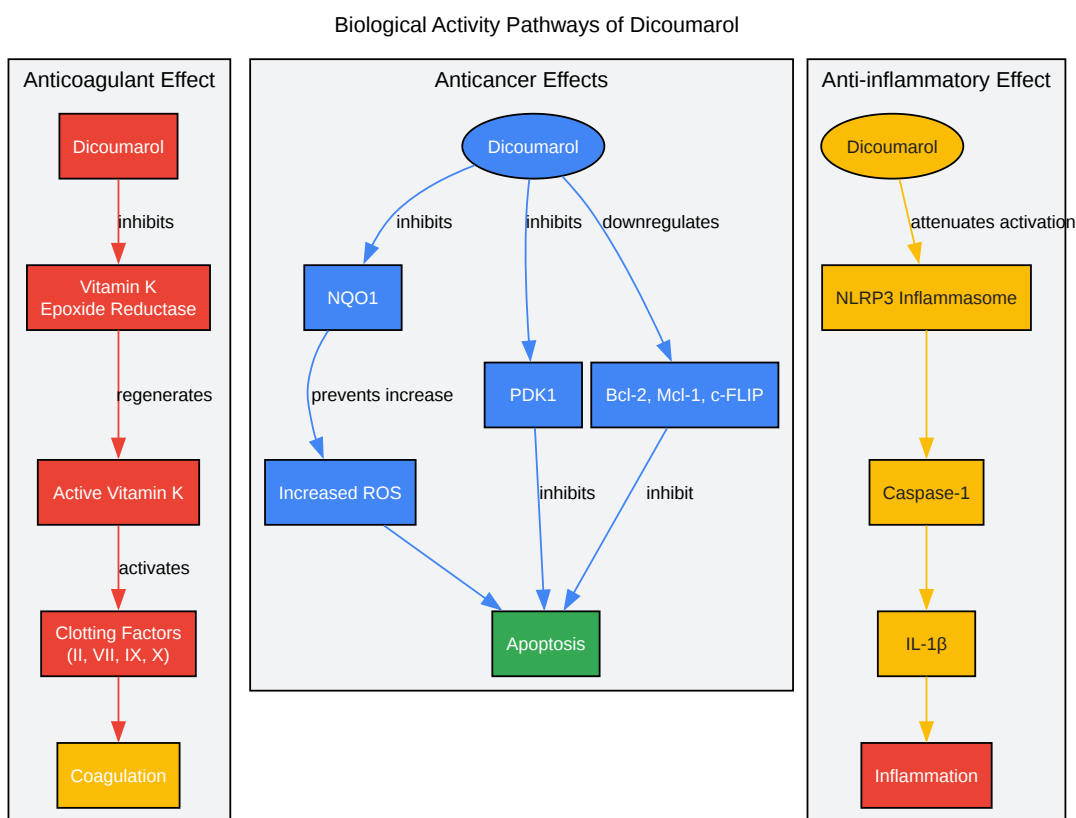 Biological Activity Pathways of Dicoumarol
Anticoagulant Effect
Dicoumarol
inhibits
Vitamin K
Epoxide Reductase
regenerates
Active Vitamin K
activates
Clotting Factors
(II, VII, IX, X)
Coagulation
Anticancer Effects
Dicoumarol
inhibits
inhibits
downregulates
NQO1
prevents increase
PDK1
Bcl-2, Mcl-1, c-FLIP
Increased ROS
inhibits
inhibit
Apoptosis
Anti-inflammatory Effect
Dicoumarol
attenuates activation
NLRP3 Inflammasome
Caspase-1
IL-1β
Inflammation